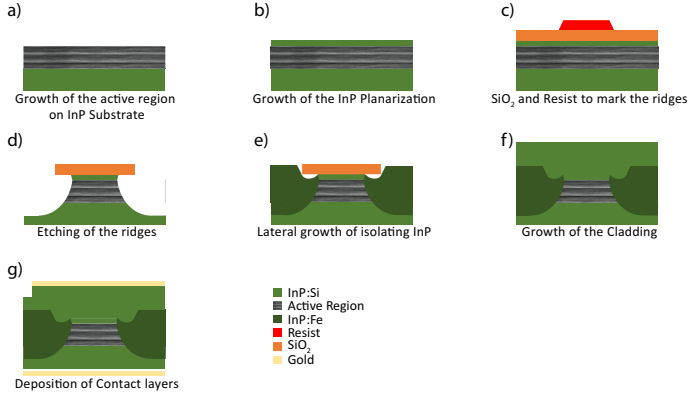 a)
b)
c)
Growth of the active region
on InP Substrate
Growth of the InP Planarization
SiO2 and Resist to mark the ridges
d)
e)
f)
Etching of the ridges
Lateral growth of isolating InP
Growth of the Cladding
g)
InP:Si
Active Region
InP:Fe
Resist
SiO2
Gold
Deposition of Contact layers